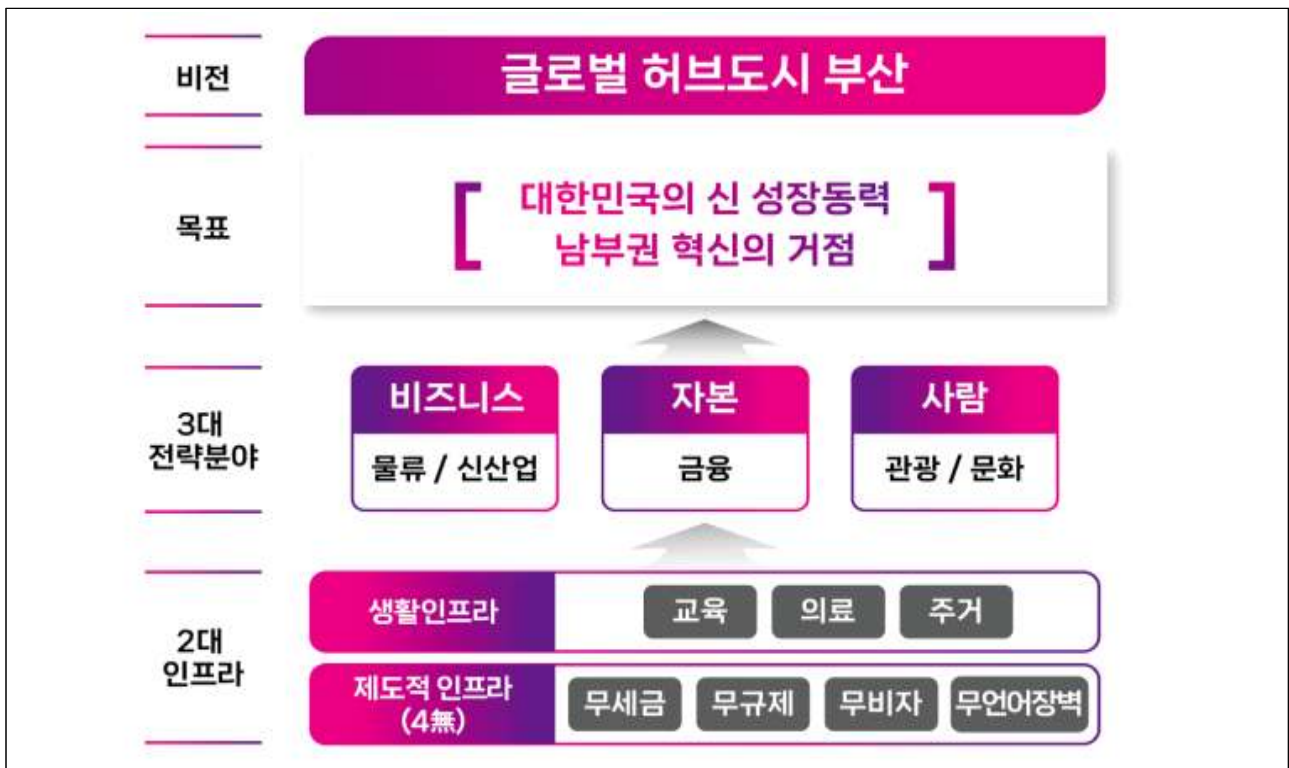 비전
글로벌 허브도시 부산
목표
대한민국의 신 성장동력
남부권 혁신의 거점
3대
전략분야
비즈니스
물류 / 신산업
자본
금융
사람
관광 / 문화
2대
인프라
생활인프라
교육
의료
주거
제도적 인프라
(4無)
무세금
무규제
무비자
무언어장벽